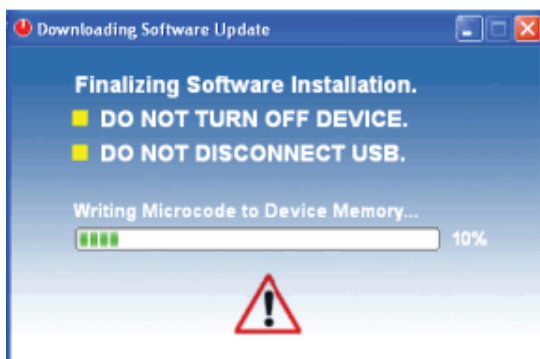 Downloading Software Update
Finalizing Software Installation.
DO NOT TURN OFF DEVICE.
DO NOT DISCONNECT USB.
Writing Microcode to Device Memory...
10%